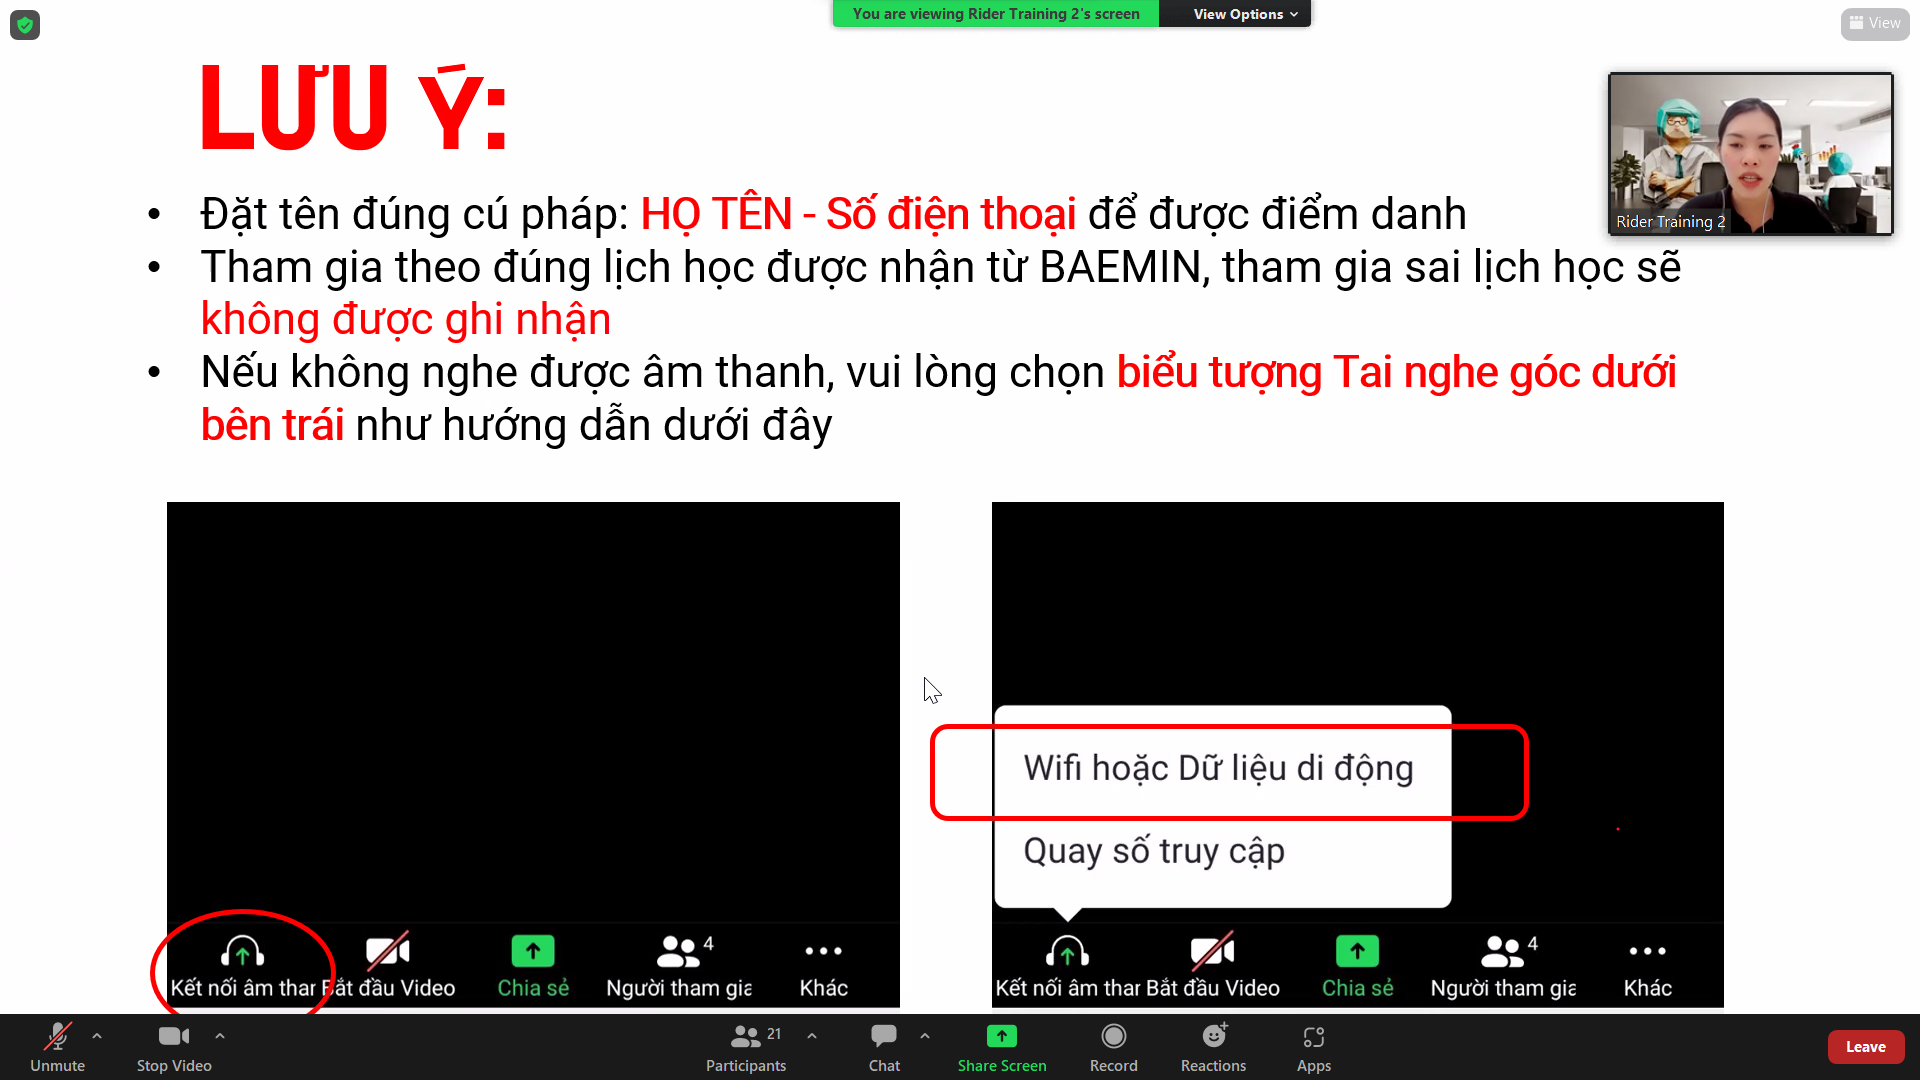 You are viewing Rider Training 2's screen
View Options
View
LƯU Ý:
Rider Training 2
• Đặt tên đúng cú pháp: HỌ TÊN - Số điện thoại để được điểm danh
• Tham gia theo đúng lịch học được nhận từ BAEMIN, tham gia sai lịch học sẽ
không được ghi nhận
• Nếu không nghe được âm thanh, vui lòng chọn biểu tượng Tai nghe góc dưới
bên trái như hướng dẫn dưới đây
Wifi hoặc Dữ liệu di động
Quay số truy cập
4
Kết nối âm than Bắt đầu Video Chia sẻ Người tham gia Khác
4
Kết nối âm than Bắt đầu Video Chia sẻ Người tham gia Khác
21
Unmute Stop Video Participants Chat Share Screen Record Reactions Apps
Leave